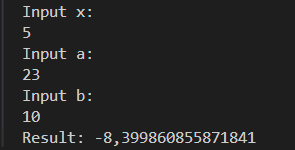 Input x:
5
Input a:
23
Input b:
10
Result: -8,399860855871841